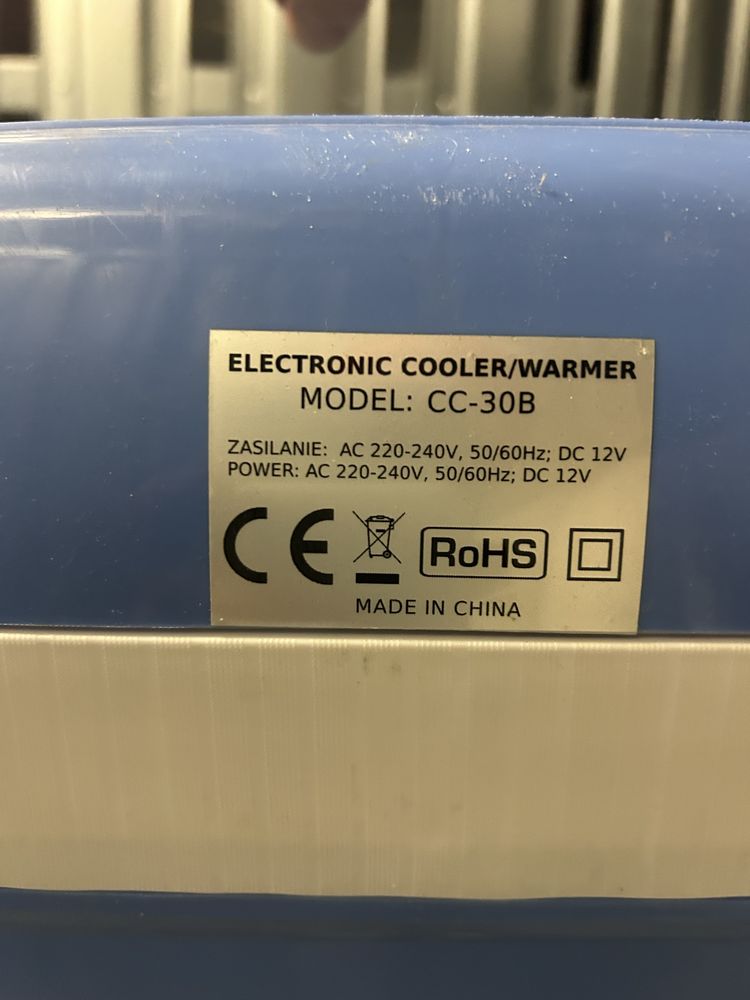 ELECTRONIC COOLER/WARMER
MODEL: CC-30B
ZASILANIE: AC 220-240V, 50/60Hz; DC 12V
POWER: AC 220-240V, 50/60Hz; DC 12V
CE RoHS
MADE IN CHINA